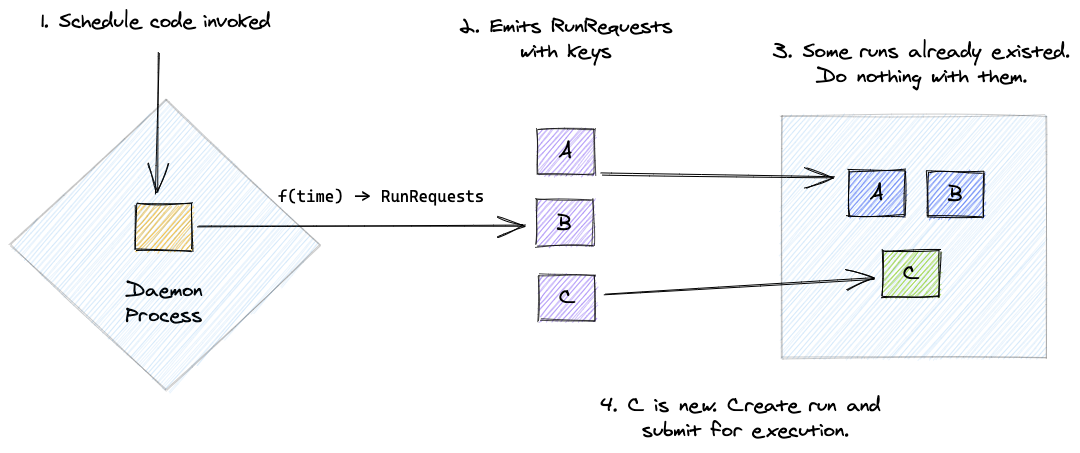 1. Schedule code invoked
2. Emits RunRequests
with keys
3. Some runs already existed.
Do nothing with them.
A
A
B
f(time) → RunRequests
B
C
C
Daemon
Process
4. C is new. Create run and
submit for execution.